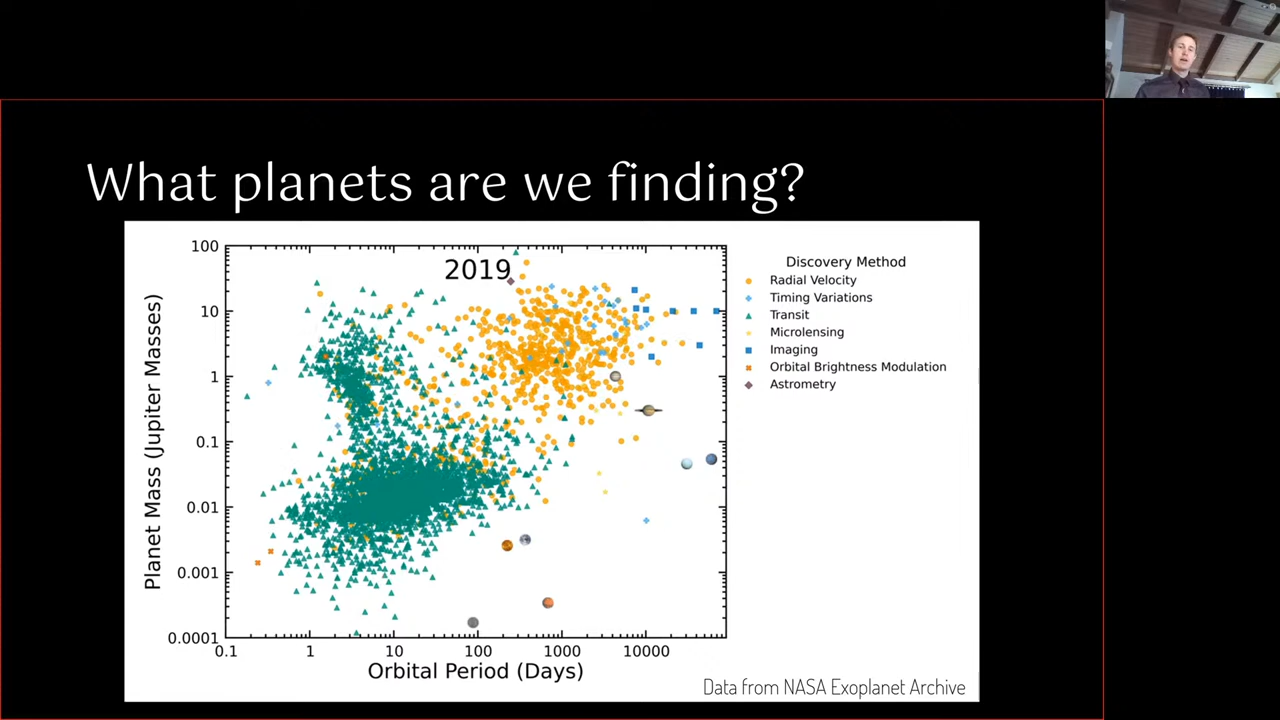 What planets are we finding?
2019
Planet Mass (Jupiter Masses)
100
10
1
0.1
0.01
0.001
0.0001
0.1 1 10 100 1000 10000
Orbital Period (Days)
Discovery Method
Radial Velocity
Timing Variations
Transit
Microlensing
Imaging
Orbital Brightness Modulation
Astrometry
Data from NASA Exoplanet Archive